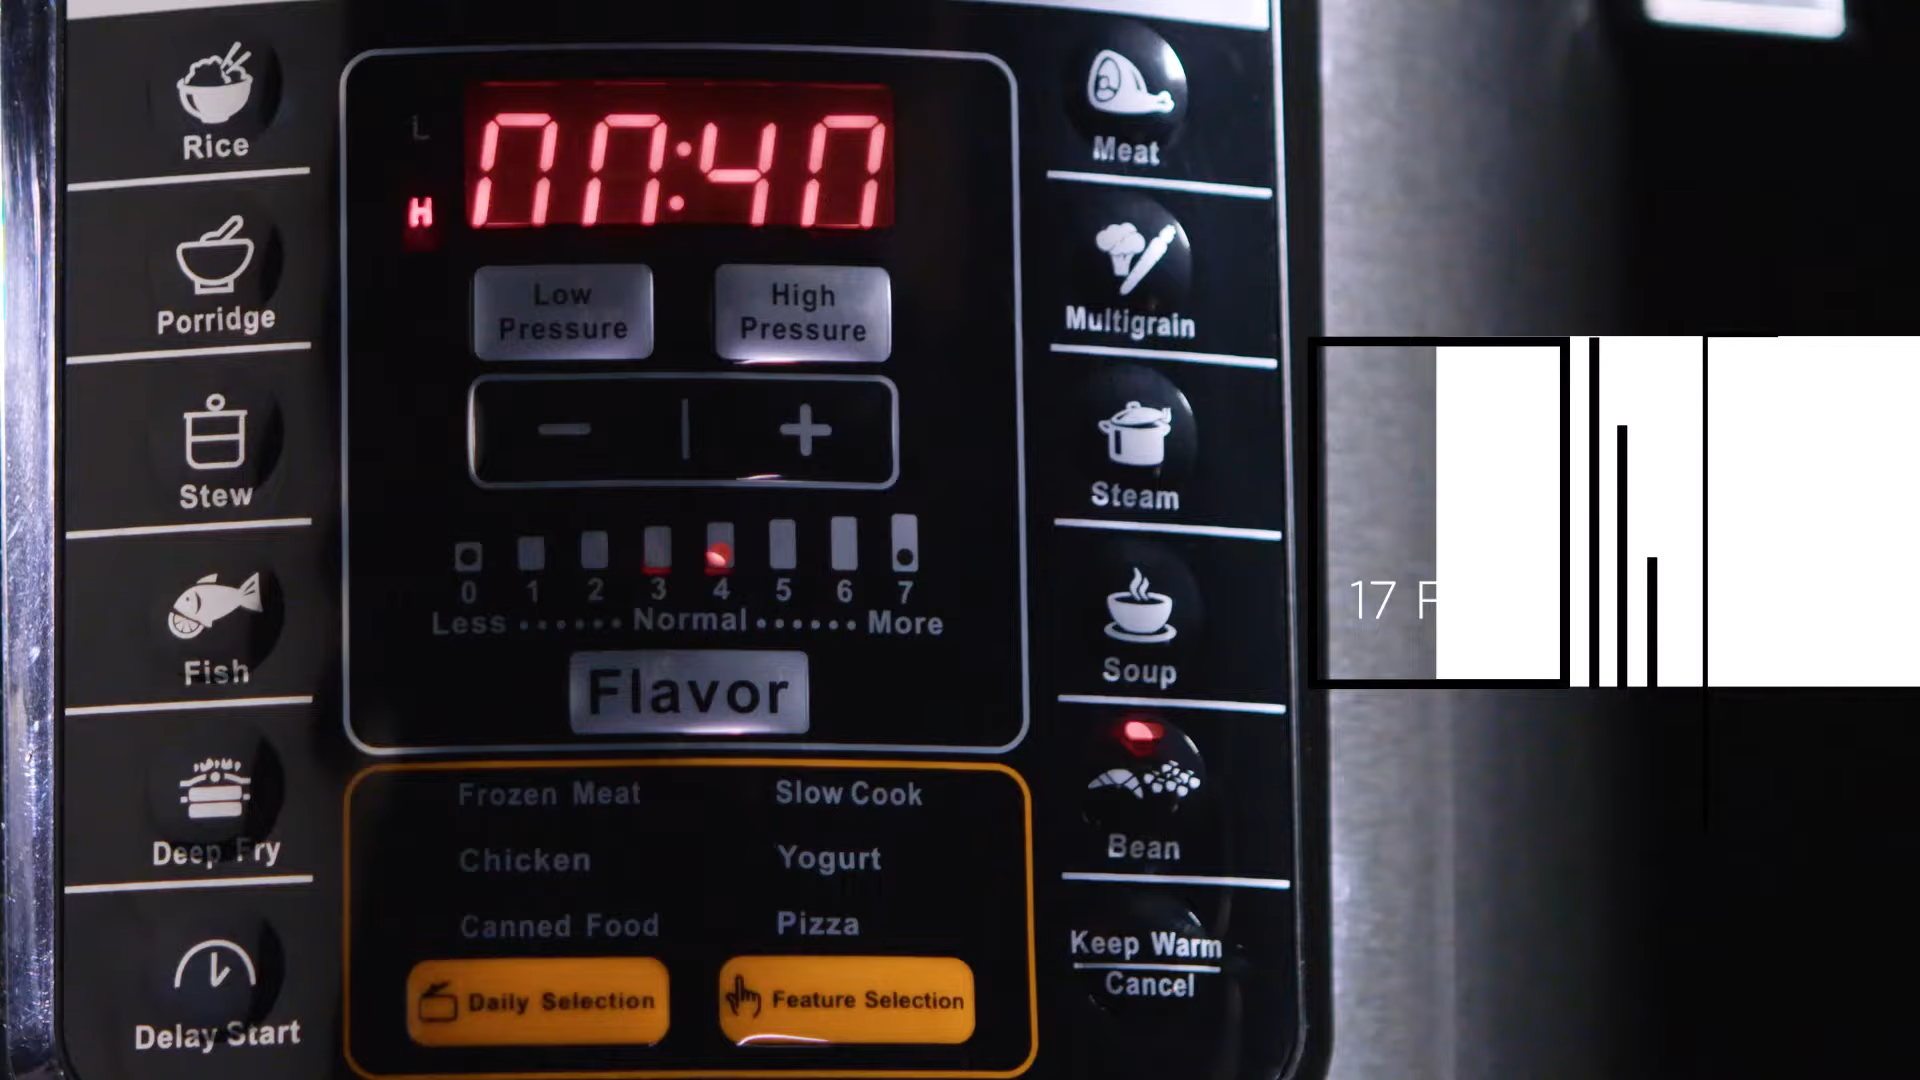 Rice
Porridge
Stew
Fish
Deep Fry
Delay Start
L
H
00:40
Low Pressure
High Pressure
− | +
0 1 2 3 4 5 6 7
Less ...... Normal ...... More
Flavor
Frozen Meat
Slow Cook
Chicken
Yogurt
Canned Food
Pizza
Daily Selection
Feature Selection
Meat
Multigrain
Steam
Soup
Bean
Keep Warm
Cancel
17 F